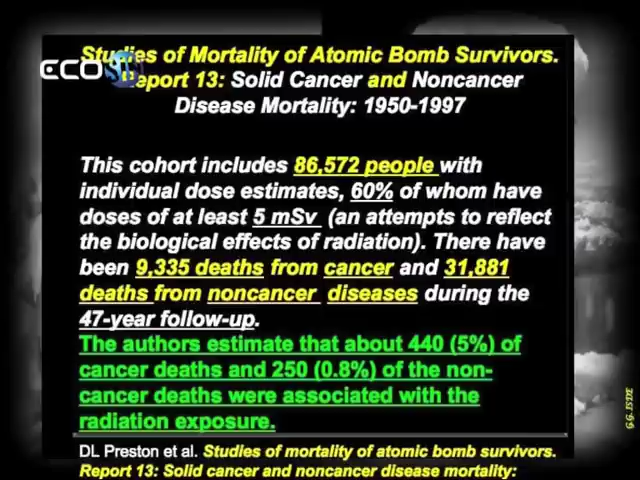 Studies of Mortality of Atomic Bomb Survivors.
ECO
Report 13: Solid Cancer and Noncancer
Disease Mortality: 1950-1997
This cohort includes 86,572 people with
individual dose estimates, 60% of whom have
doses of at least 5 mSv (an attempts to reflect
the biological effects of radiation). There have
been 9,335 deaths from cancer and 31,881
deaths from noncancer diseases during the
47-year follow-up.
The authors estimate that about 440 (5%) of
cancer deaths and 250 (0.8%) of the non-
cancer deaths were associated with the
radiation exposure.
G.G. ISDE
DL Preston et al. Studies of mortality of atomic bomb survivors.
Report 13: Solid cancer and noncancer disease mortality: